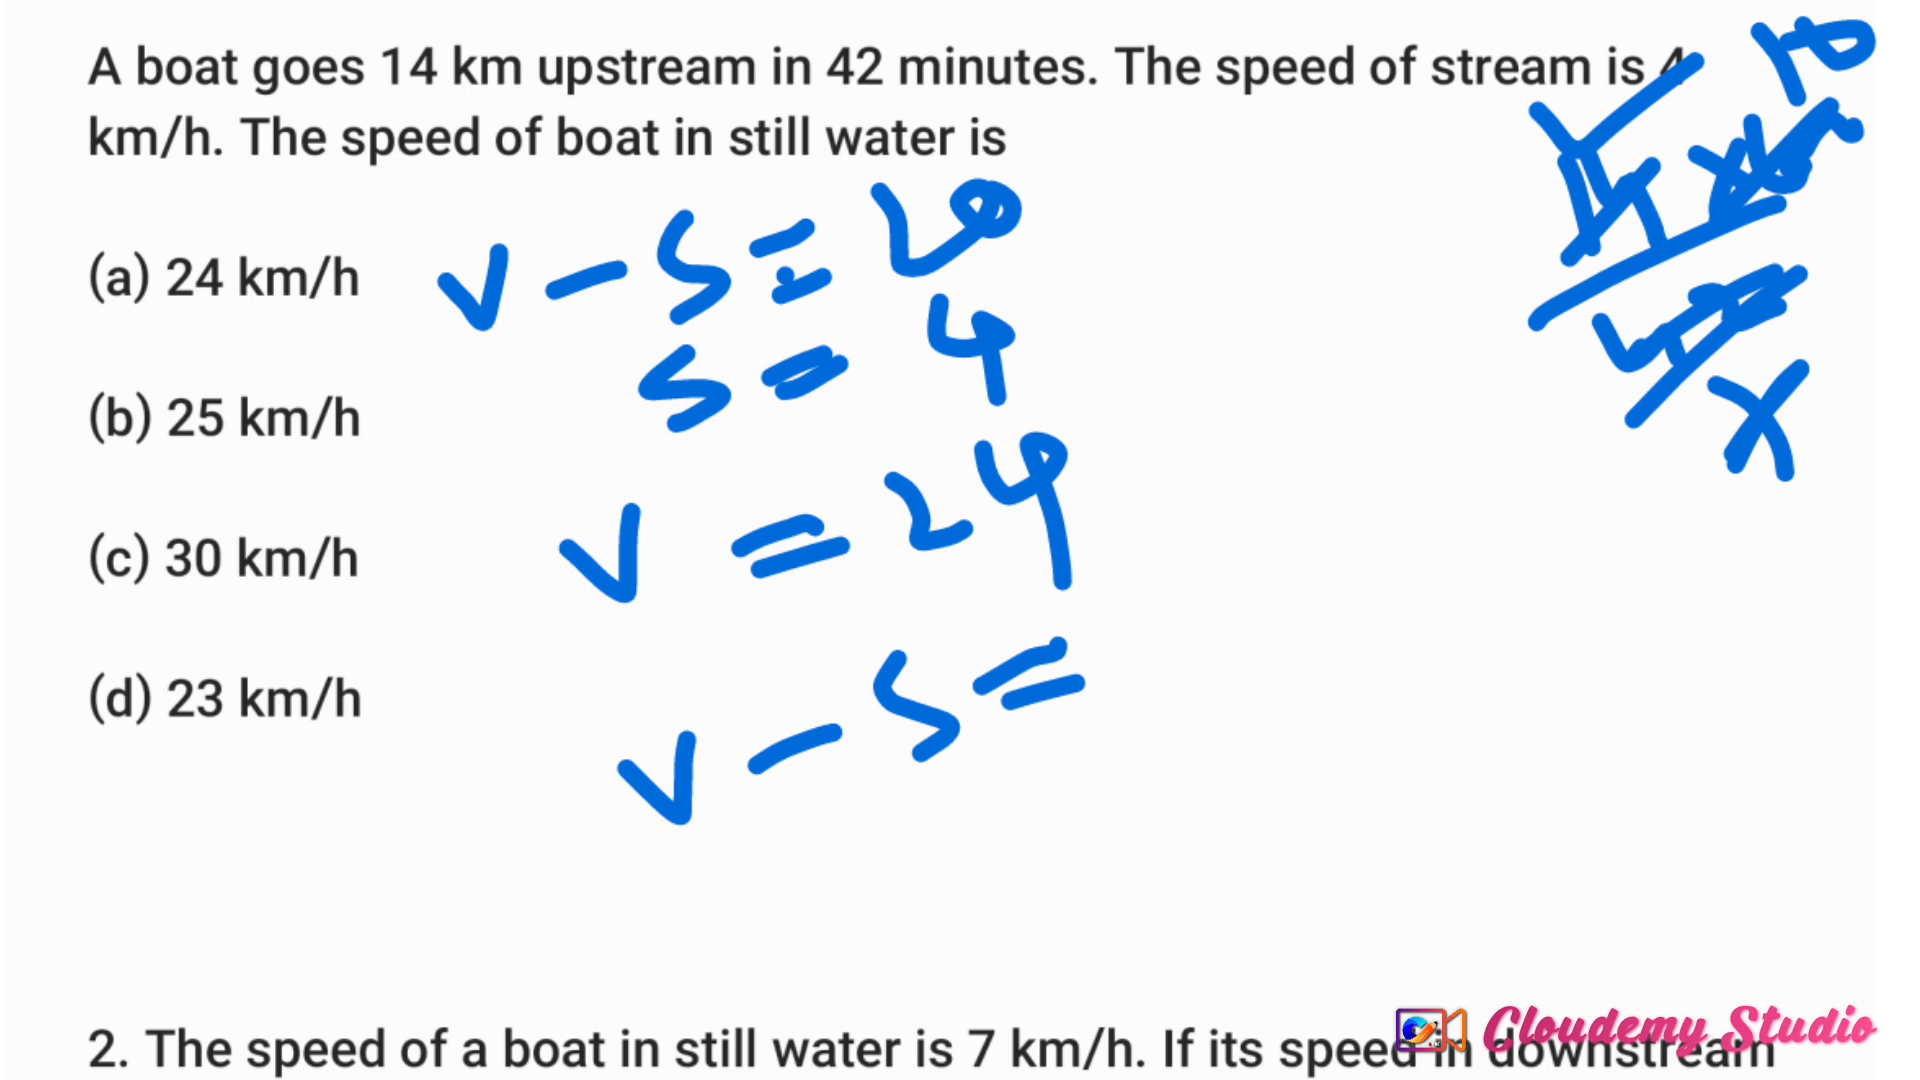 A boat goes 14 km upstream in 42 minutes. The speed of stream is 4
km/h. The speed of boat in still water is
(a) 24 km/h
v - s = 20
s = 4
(b) 25 km/h
v = 24
(c) 30 km/h
(d) 23 km/h
v - s =
2. The speed of a boat in still water is 7 km/h. If its speed in downstream
Cloudemy Studio